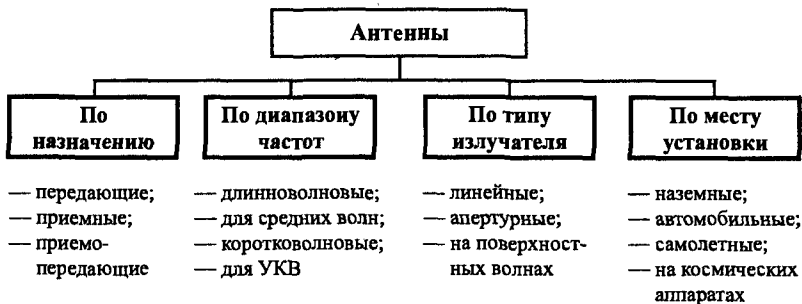 Антенны
По
назначению
— передающие;
— приемные;
— приемо-
передающие
По диапазону
частот
— длинноволновые;
— для средних волн;
— коротковолновые;
— для УКВ
По типу
излучателя
— линейные;
— апертурные;
— на поверхност-
ных волнах
По месту
установки
— наземные;
— автомобильные;
— самолетные;
— на космических
аппаратах